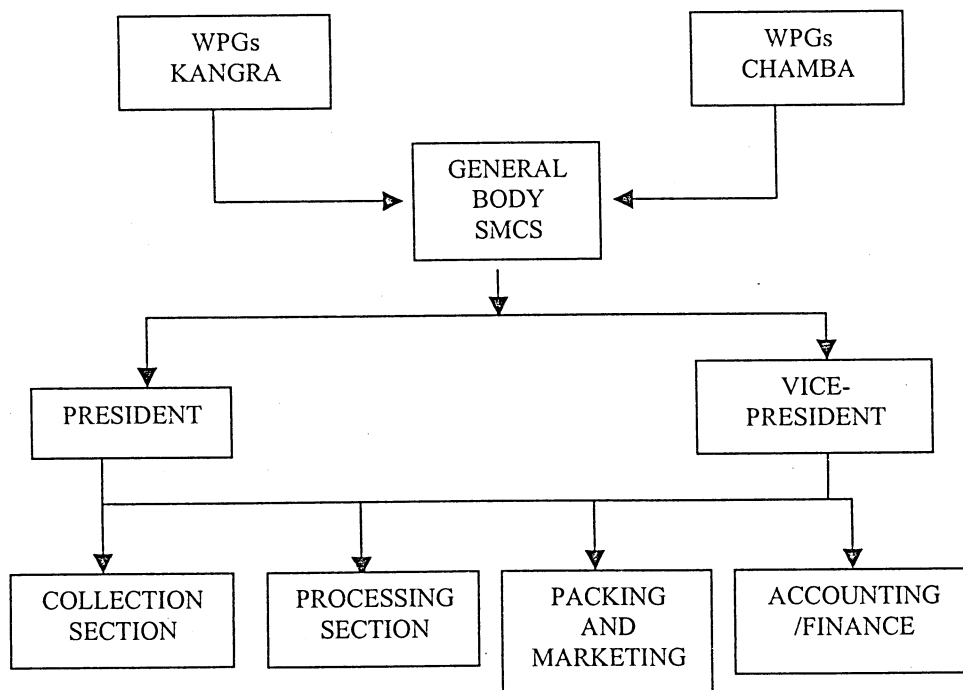 WPGs
KANGRA
WPGs
CHAMBA
GENERAL
BODY
SMCS
PRESIDENT
VICE-
PRESIDENT
COLLECTION
SECTION
PROCESSING
SECTION
PACKING
AND
MARKETING
ACCOUNTING
/FINANCE